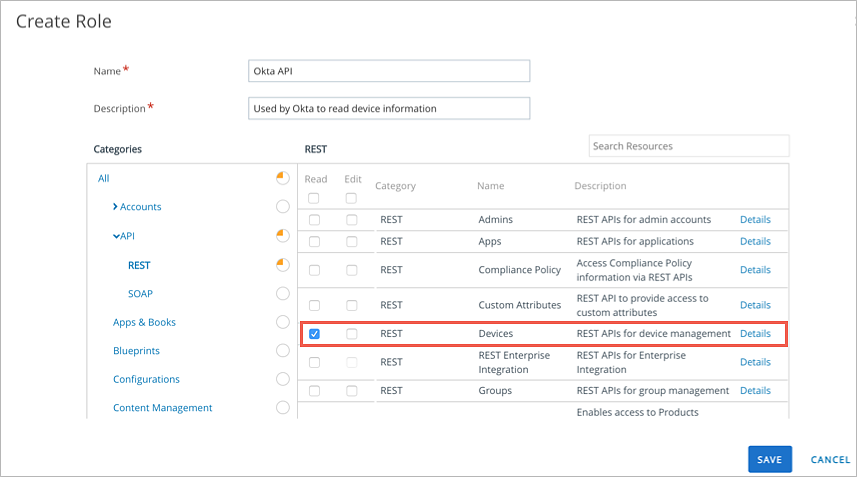 Create Role
Name *
Okta API
Description *
Used by Okta to read device information
Categories
REST
Search Resources
All
Accounts
API
REST
SOAP
Apps & Books
Blueprints
Configurations
Content Management
Read Edit Category Name Description
REST Admins REST APIs for admin accounts Details
REST Apps REST APIs for applications Details
REST Compliance Policy Access Compliance Policy Details
information via REST APIs
REST Custom Attributes REST API to provide access to Details
custom attributes
REST Devices REST APIs for device management Details
REST REST Enterprise REST APIs for Enterprise Details
Integration Integration
REST Groups REST APIs for group management Details
Enables access to Products
SAVE CANCEL